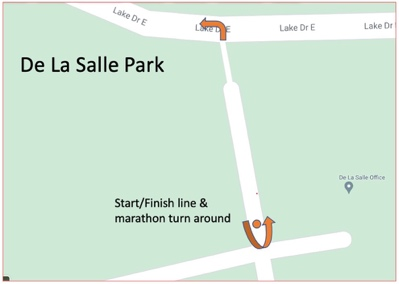 Lake Dr E
Lake Dr E
Lake Dr E
Lake Dr
De La Salle Park
De La Salle Office
Start/Finish line &
marathon turn around